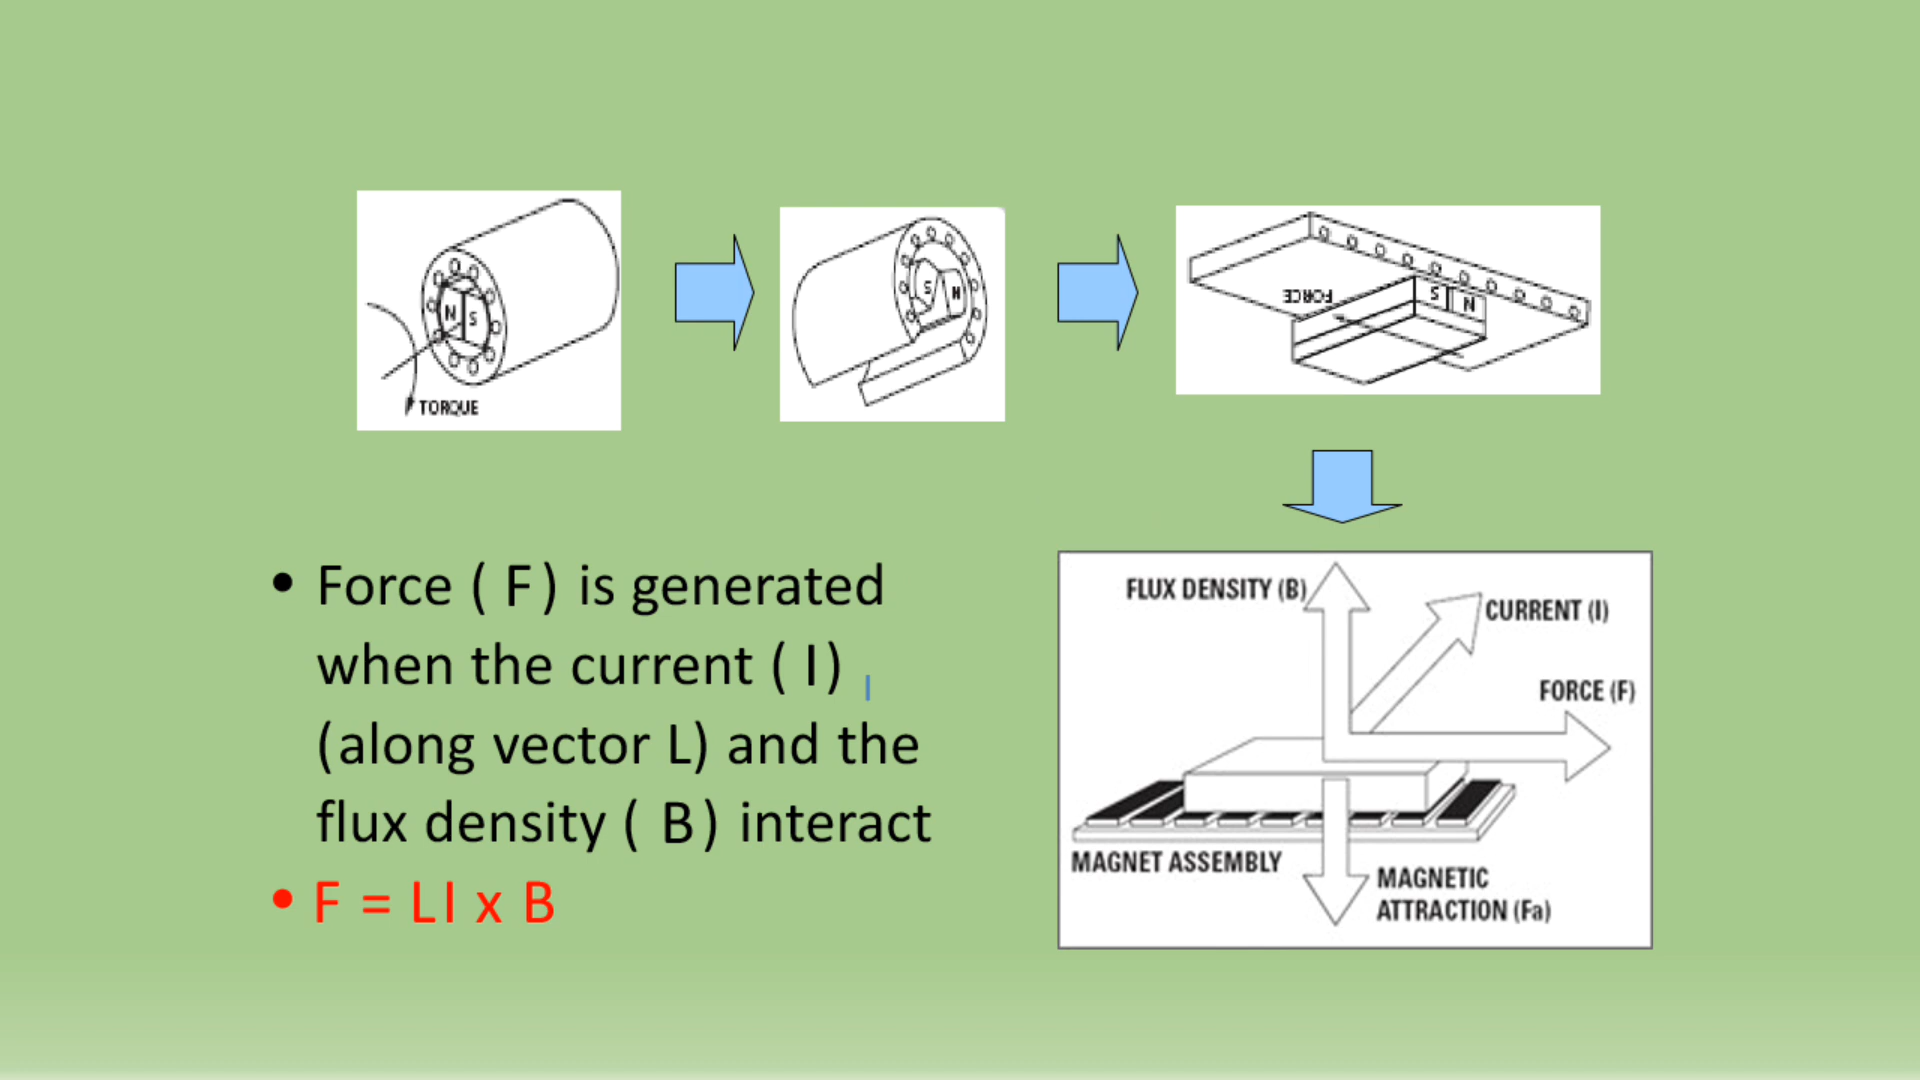 N S
TORQUE
S N
FORCE
S N
• Force ( F ) is generated
when the current ( I )
(along vector L) and the
flux density ( B ) interact
• F = L I x B
FLUX DENSITY (B)
CURRENT (I)
FORCE (F)
MAGNET ASSEMBLY
MAGNETIC
ATTRACTION (Fa)